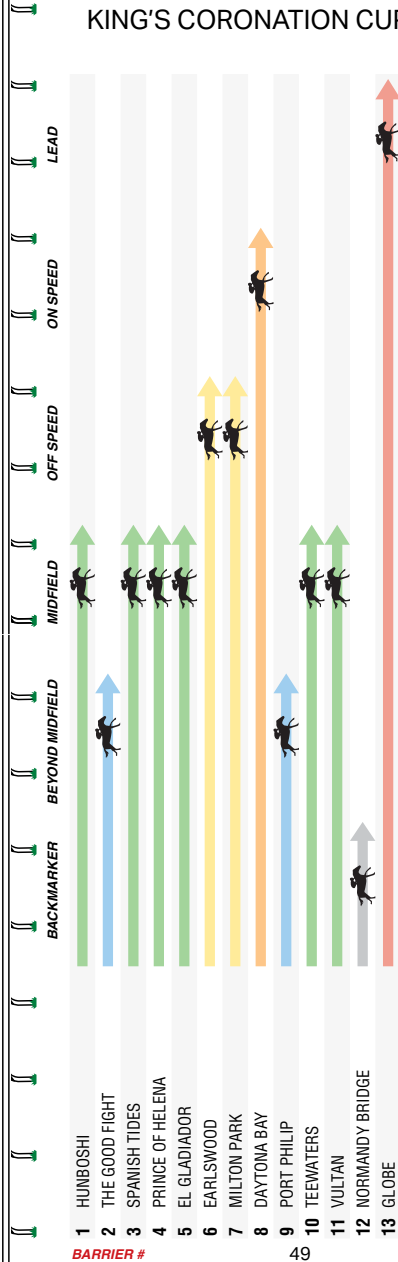 KING'S CORONATION CUP
LEAD
ON SPEED
OFF SPEED
MIDFIELD
BEYOND MIDFIELD
BACKMARKER
1 HUNBOSHI
2 THE GOOD FIGHT
3 SPANISH TIDES
4 PRINCE OF HELENA
5 EL GLADIADOR
6 EARLSWOOD
7 MILTON PARK
8 DAYTONA BAY
9 PORT PHILIP
10 TEEWATERS
11 VULTAN
12 NORMANDY BRIDGE
13 GLOBE
BARRIER #
49